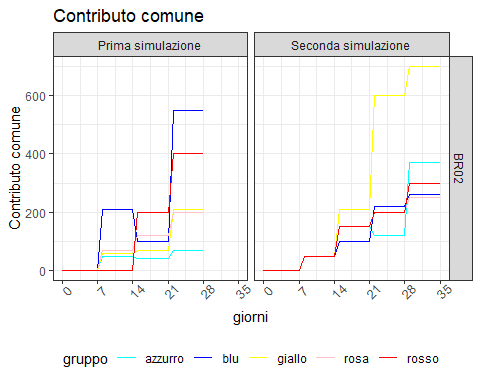 Contributo comune
Prima simulazione
Seconda simulazione
Contributo comune
600
400
200
0
BR02
0 7 14 21 28 35
0 7 14 21 28 35
giorni
gruppo azzurro blu giallo rosa rosso